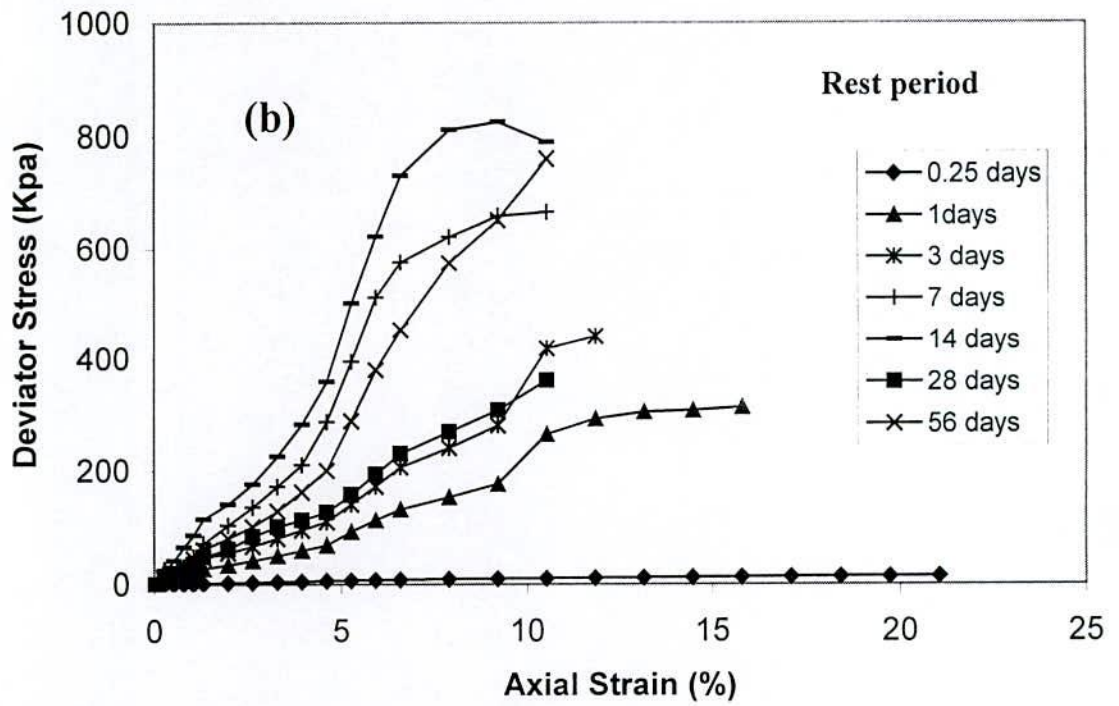 1000
800
600
400
200
0
Deviator Stress (Kpa)
(b)
Rest period
0.25 days
1days
3 days
7 days
14 days
28 days
56 days
0 5 10 15 20 25
Axial Strain (%)